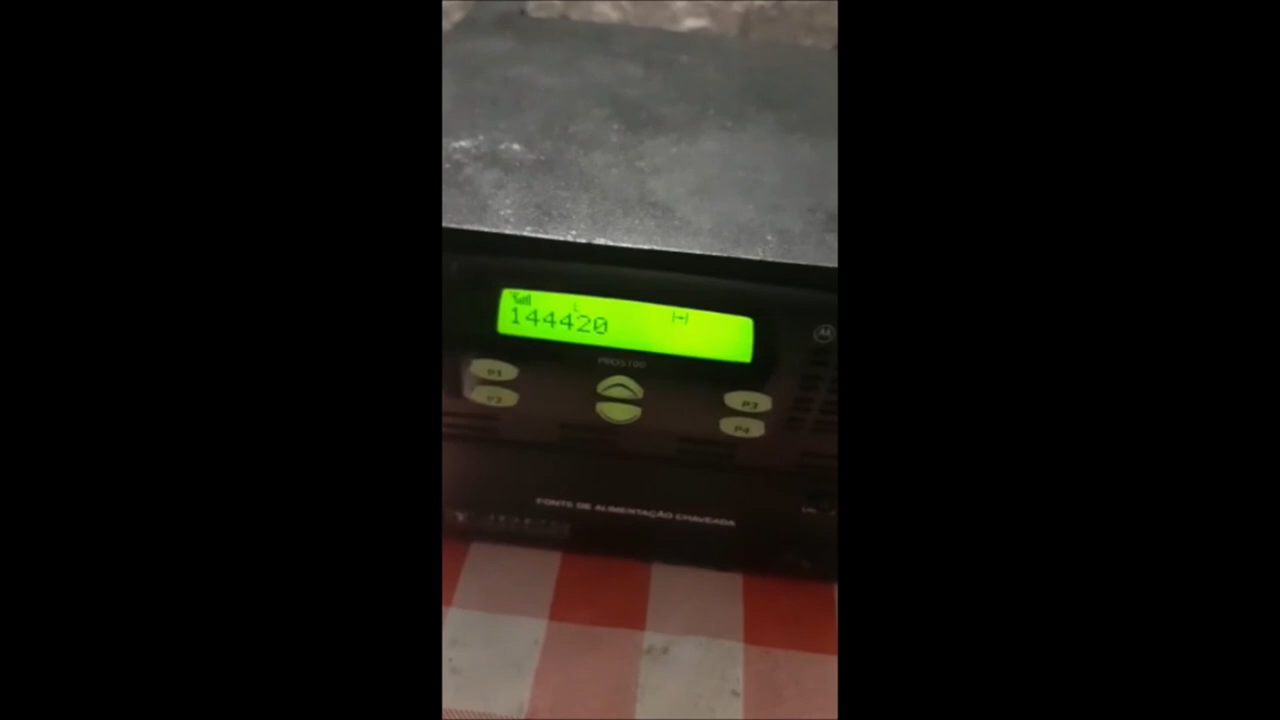 L
144420
PRO5100
P1
P2
P3
P4
FONTE DE ALIMENTAÇÃO CHAVEADA